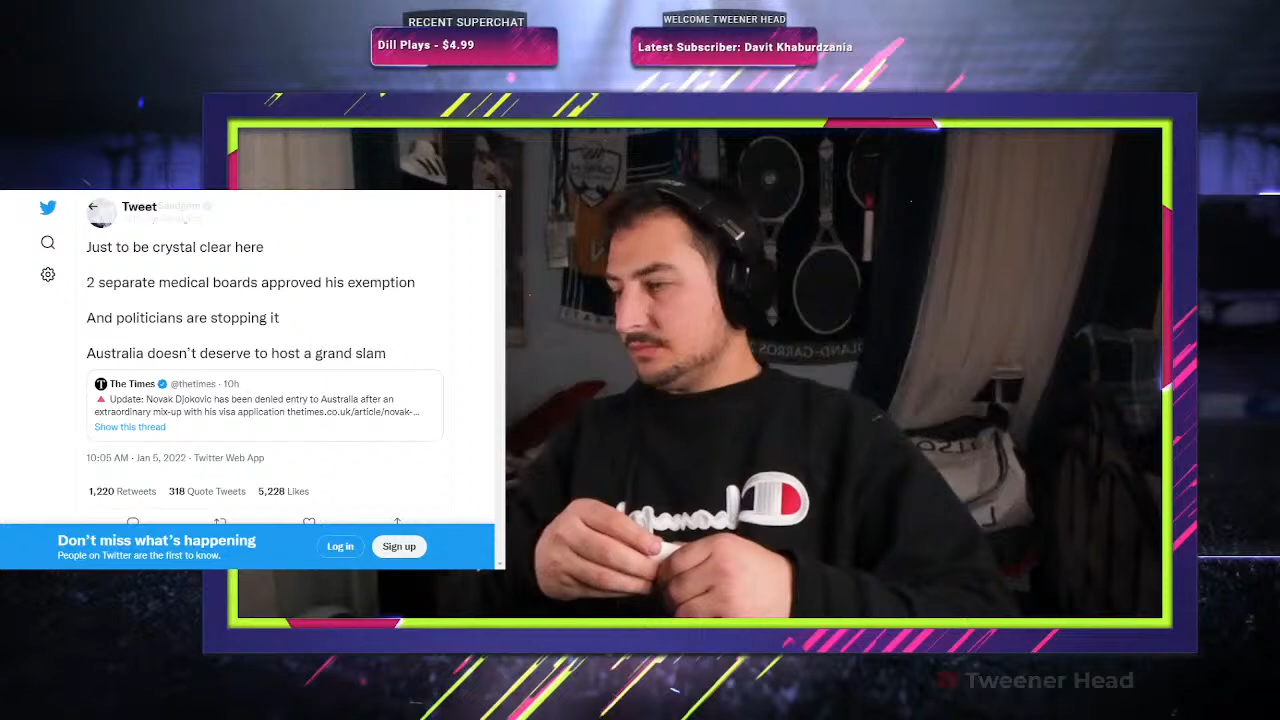 RECENT SUPERCHAT
WELCOME TWEENER HEAD
Dill Plays - $4.99
Latest Subscriber: Davit Khaburdzania
Tweet
Just to be crystal clear here
2 separate medical boards approved his exemption
And politicians are stopping it
Australia doesn't deserve to host a grand slam
The Times @thetimes · 10h
Update: Novak Djokovic has been denied entry to Australia after an
extraordinary mix-up with his visa application thetimes.co.uk/article/novak-...
Show this thread
10:05 AM · Jan 5, 2022 · Twitter Web App
1,220 Retweets 318 Quote Tweets 5,228 Likes
Don't miss what's happening
People on Twitter are the first to know.
Log in
Sign up
Tweener Head